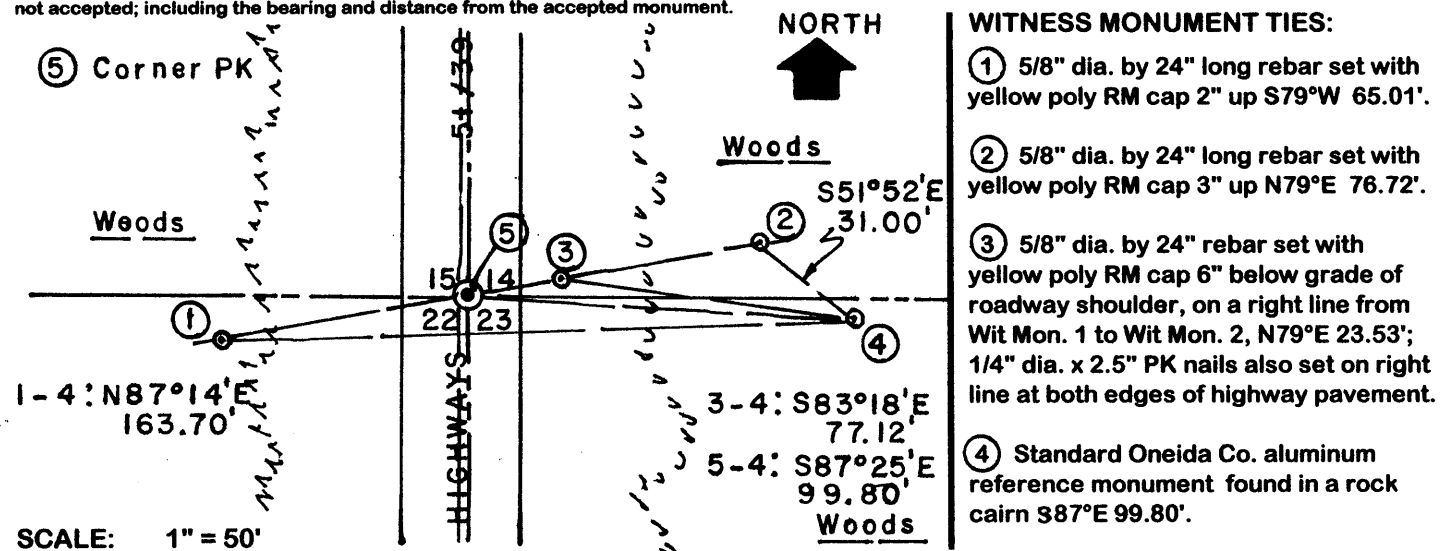 not accepted; including the bearing and distance from the accepted monument.
5 Corner PK
51/39
NORTH
Woods
Woods
S51°52'E
31.00'
2
5
3
15 14
22 23
1
4
1-4: N87°14'E
163.70'
HIGHWAYS
3-4: S83°18'E
77.12'
5-4: S87°25'E
99.80'
Woods
SCALE: 1" = 50'
WITNESS MONUMENT TIES:
1 5/8" dia. by 24" long rebar set with
yellow poly RM cap 2" up S79°W 65.01'.
2 5/8" dia. by 24" long rebar set with
yellow poly RM cap 3" up N79°E 76.72'.
3 5/8" dia. by 24" rebar set with
yellow poly RM cap 6" below grade of
roadway shoulder, on a right line from
Wit Mon. 1 to Wit Mon. 2, N79°E 23.53';
1/4" dia. x 2.5" PK nails also set on right
line at both edges of highway pavement.
4 Standard Oneida Co. aluminum
reference monument found in a rock
cairn S87°E 99.80'.